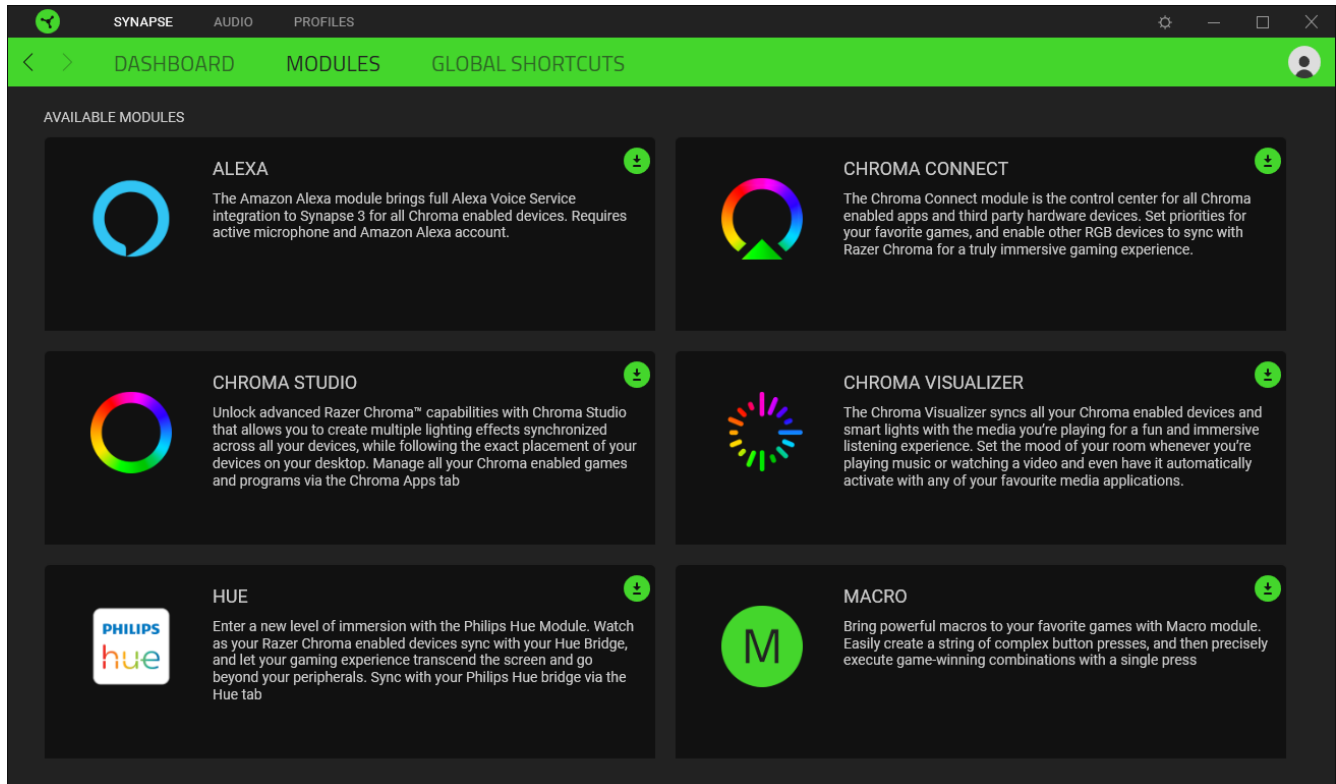 SYNAPSE AUDIO PROFILES
DASHBOARD MODULES GLOBAL SHORTCUTS
AVAILABLE MODULES
ALEXA
The Amazon Alexa module brings full Alexa Voice Service
integration to Synapse 3 for all Chroma enabled devices. Requires
active microphone and Amazon Alexa account.
CHROMA CONNECT
The Chroma Connect module is the control center for all Chroma
enabled apps and third party hardware devices. Set priorities for
your favorite games, and enable other RGB devices to sync with
Razer Chroma for a truly immersive gaming experience.
CHROMA STUDIO
Unlock advanced Razer Chroma™ capabilities with Chroma Studio
that allows you to create multiple lighting effects synchronized
across all your devices, while following the exact placement of your
devices on your desktop. Manage all your Chroma enabled games
and programs via the Chroma Apps tab
CHROMA VISUALIZER
The Chroma Visualizer syncs all your Chroma enabled devices and
smart lights with the media you're playing for a fun and immersive
listening experience. Set the mood of your room whenever you're
playing music or watching a video and even have it automatically
activate with any of your favourite media applications.
PHILIPS
hue
HUE
Enter a new level of immersion with the Philips Hue Module. Watch
as your Razer Chroma enabled devices sync with your Hue Bridge,
and let your gaming experience transcend the screen and go
beyond your peripherals. Sync with your Philips Hue bridge via the
Hue tab
M
MACRO
Bring powerful macros to your favorite games with Macro module.
Easily create a string of complex button presses, and then precisely
execute game-winning combinations with a single press